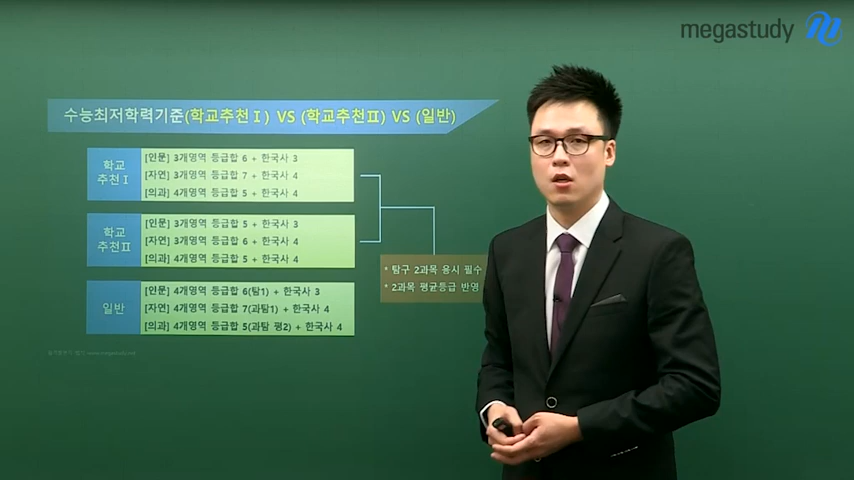 megastudy
수능최저학력기준(학교추천Ⅰ) VS (학교추천Ⅱ) VS (일반)
학교
추천Ⅰ
[인문] 3개영역 등급합 6 + 한국사 3
[자연] 3개영역 등급합 7 + 한국사 4
[의과] 4개영역 등급합 5 + 한국사 4
학교
추천Ⅱ
[인문] 3개영역 등급합 5 + 한국사 3
[자연] 3개영역 등급합 6 + 한국사 4
[의과] 4개영역 등급합 5 + 한국사 4
* 탐구 2과목 응시 필수
* 2과목 평균등급 반영
일반
[인문] 4개영역 등급합 6(탐1) + 한국사 3
[자연] 4개영역 등급합 7(과탐1) + 한국사 4
[의과] 4개영역 등급합 5(과탐 평2) + 한국사 4
www.megastudy.net